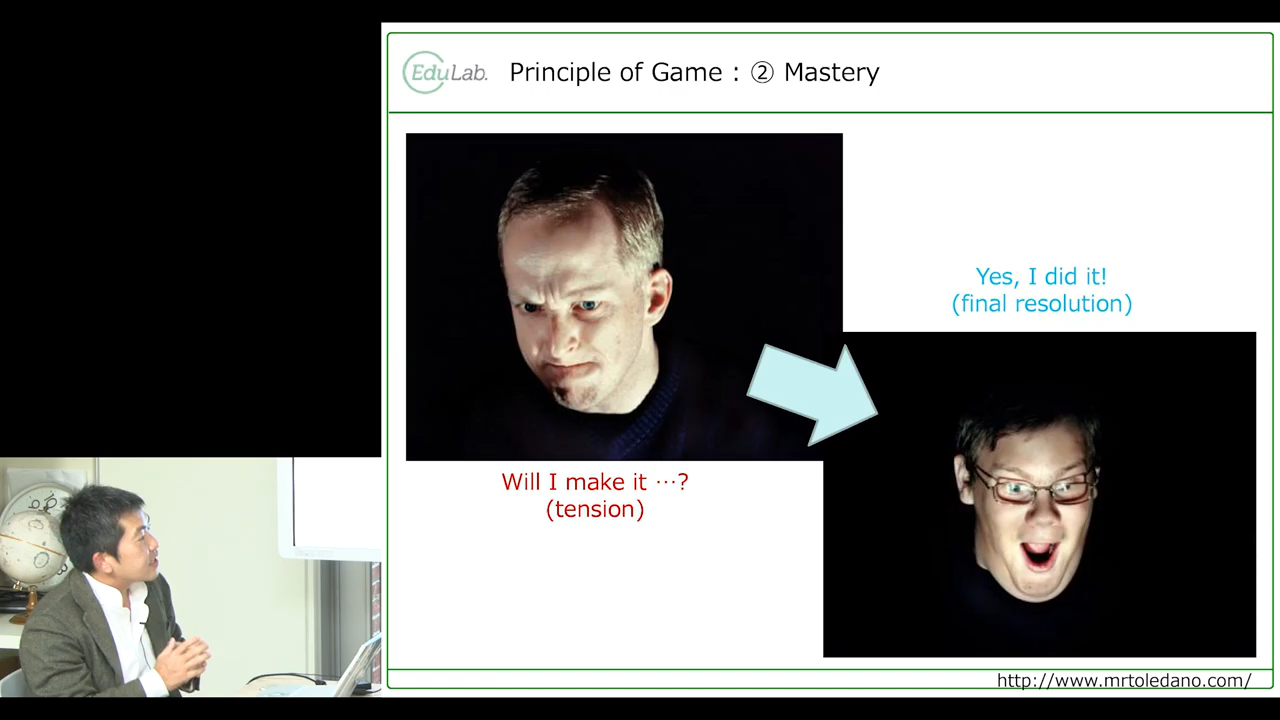 EduLab.
Principle of Game : ② Mastery
Yes, I did it!
(final resolution)
Will I make it …?
(tension)
http://www.mrtoledano.com/